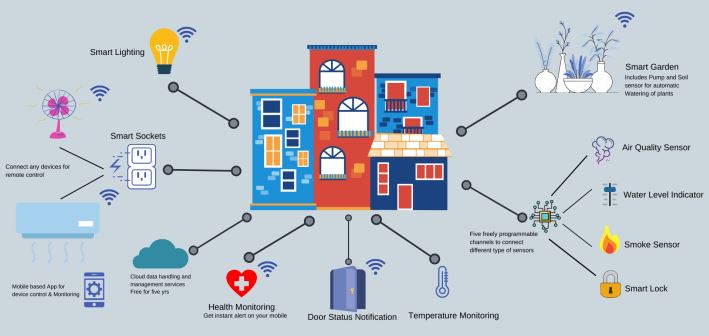 Smart Lighting
Smart Garden
Includes Pump and Soil
sensor for automatic
Watering of plants
Smart Sockets
Connect any devices for
remote control
Air Quality Sensor
Water Level Indicator
Five freely programmable
channels to connect
different type of sensors
Smoke Sensor
Smart Lock
Mobile based App for
device control & Monitoring
Cloud data handling and
management services
Free for five yrs
Health Monitoring
Get instant alert on your mobile
Door Status Notification
Temperature Monitoring